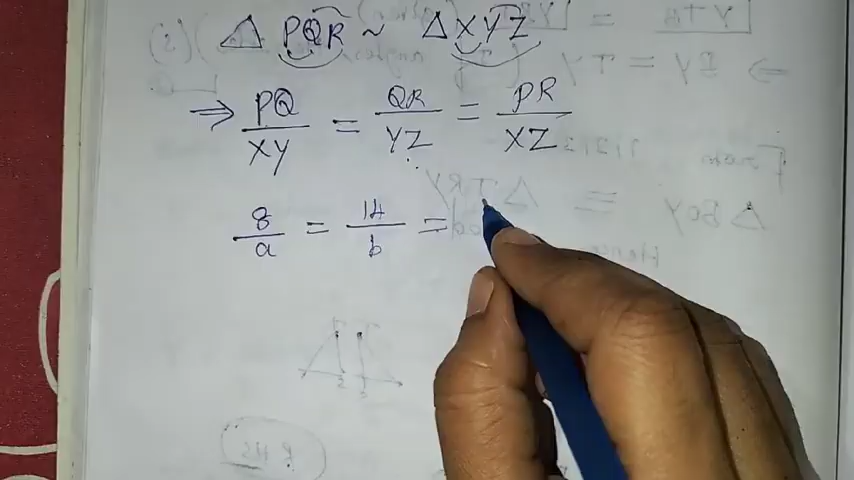 △ PQR ~ △ XYZ
⇒ PQ/XY = QR/YZ = PR/XZ
8/a = 14/b =